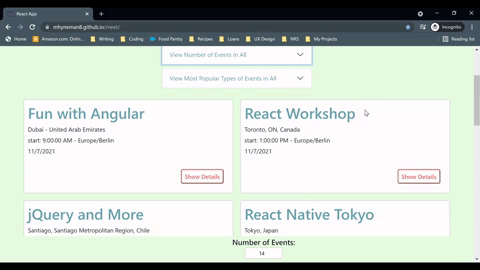 React App
mhyneman8.github.io/meet/
Incognito
Home
Amazon.com: Onlin...
Writing
Coding
Food Pantry
Recipes
Loans
UX Design
NRS
My Projects
Reading list
View Number of Events in All
View Most Popular Types of Events in All
Fun with Angular
Dubai - United Arab Emirates
start: 9:00:00 AM - Europe/Berlin
11/7/2021
Show Details
React Workshop
Toronto, ON, Canada
start: 1:00:00 PM - Europe/Berlin
11/7/2021
Show Details
jQuery and More
Santiago, Santiago Metropolitan Region, Chile
React Native Tokyo
Tokyo, Japan
Number of Events:
14